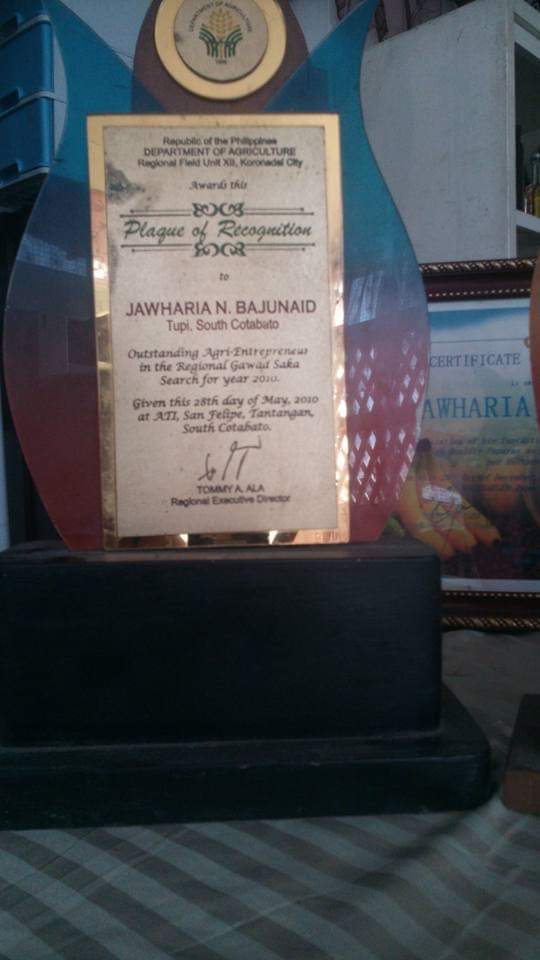 DEPARTMENT OF AGRICULTURE
Republic of the Philippines
DEPARTMENT OF AGRICULTURE
Regional Field Unit XII, Koronadal City
Awards this
Plaque of Recognition
to
JAWHARIA N. BAJUNAID
Tupi, South Cotabato
Outstanding Agri-Entrepreneur
in the Regional Gawad Saka
Search for year 2010.
Given this 28th day of May, 2010
at ATI, San Felipe, Tantangan,
South Cotabato.
TOMMY A. ALA
Regional Executive Director
CERTIFICATE
AWHARIA